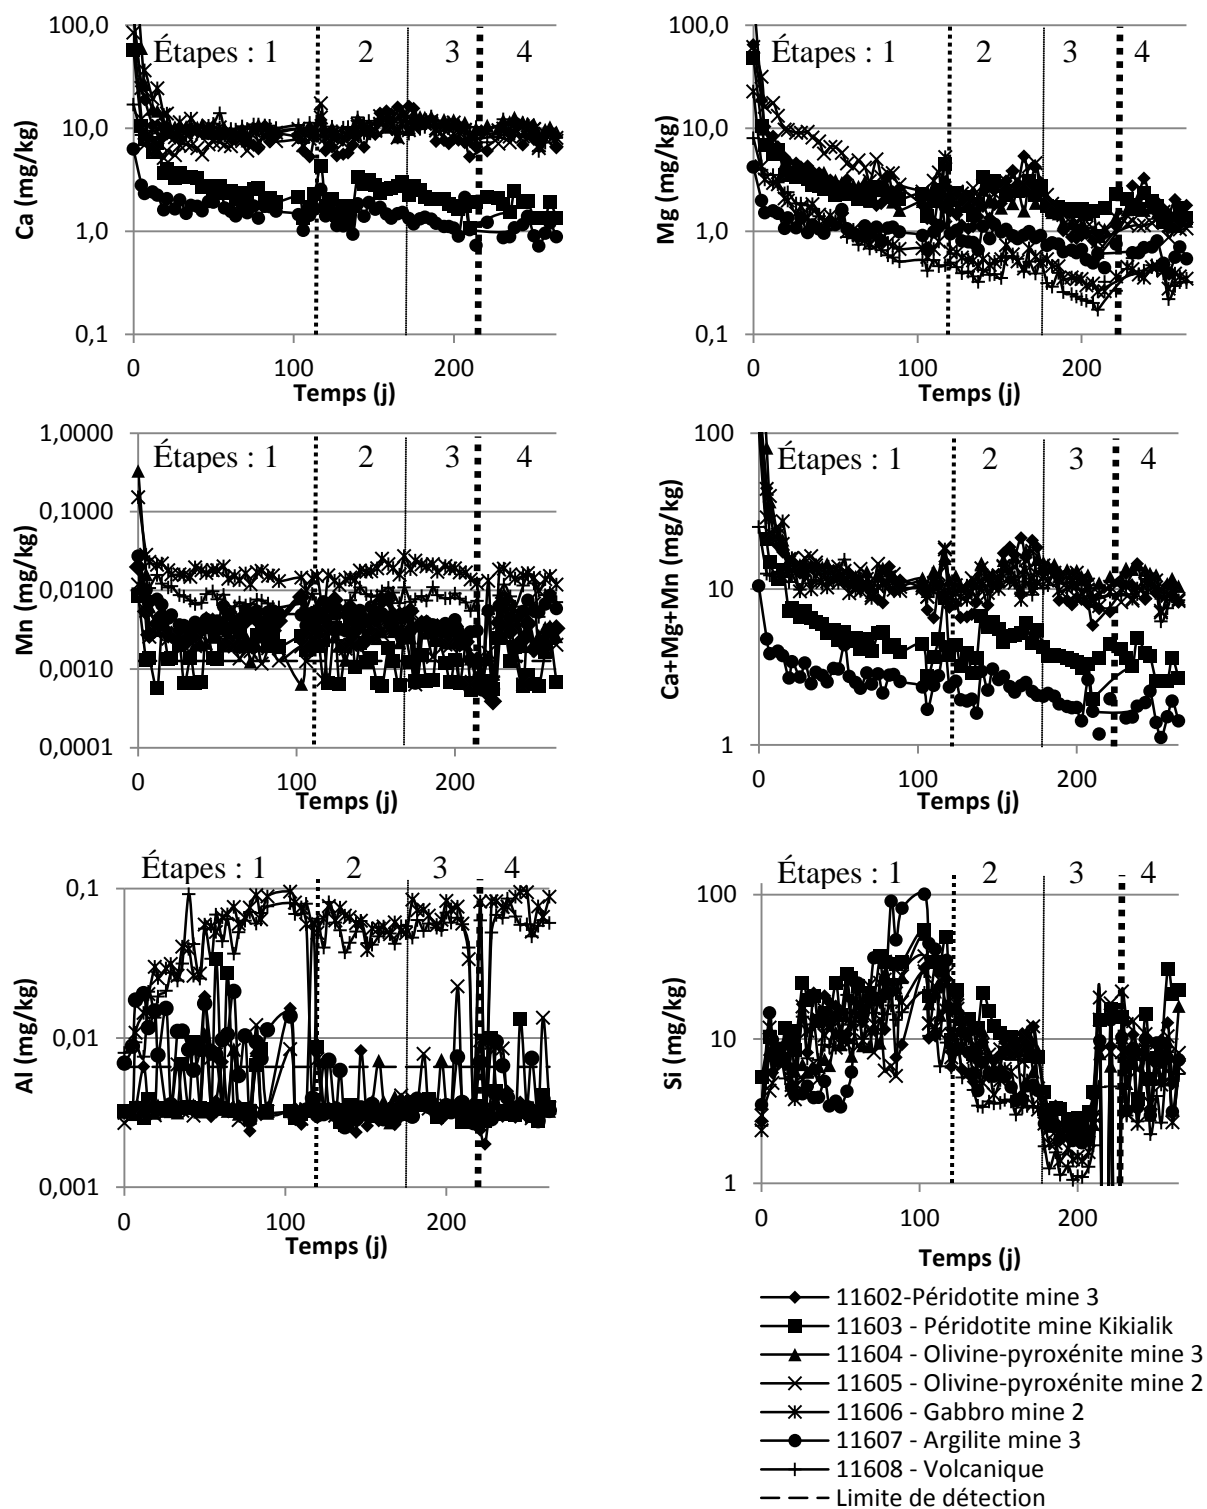 Étapes : 1 2 3 4
100,0
10,0
1,0
0,1
Ca (mg/kg)
0 100 200
Temps (j)
Étapes : 1 2 3 4
100,0
10,0
1,0
0,1
Mg (mg/kg)
0 100 200
Temps (j)
Étapes : 1 2 3 4
1,0000
0,1000
0,0100
0,0010
0,0001
Mn (mg/kg)
0 100 200
Temps (j)
Étapes : 1 2 3 4
100
10
1
Ca+Mg+Mn (mg/kg)
0 100 200
Temps (j)
Étapes : 1 2 3 4
0,1
0,01
0,001
Al (mg/kg)
0 100 200
Temps (j)
Étapes : 1 2 3 4
100
10
1
Si (mg/kg)
0 100 200
Temps (j)
11602-Péridotite mine 3
11603 - Péridotite mine Kikialik
11604 - Olivine-pyroxénite mine 3
11605 - Olivine-pyroxénite mine 2
11606 - Gabbro mine 2
11607 - Argilite mine 3
11608 - Volcanique
Limite de détection